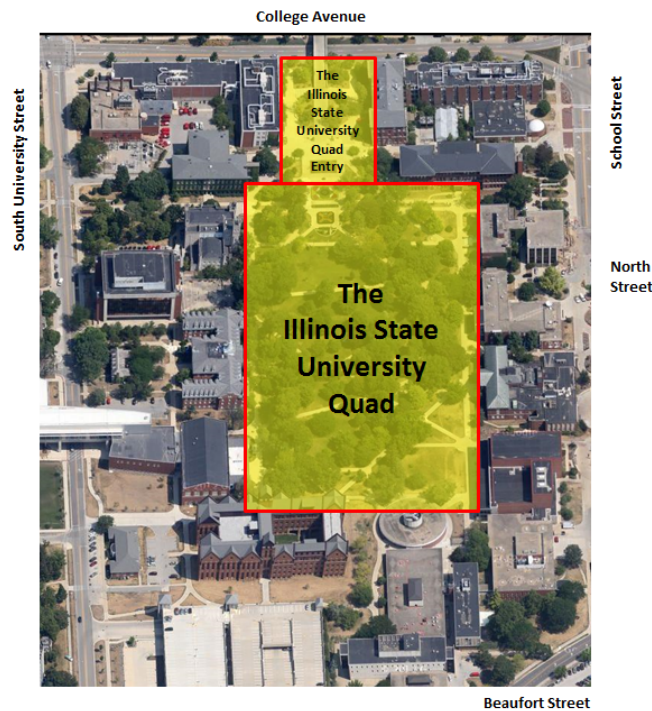 College Avenue
South University Street
The
Illinois
State
University
Quad
Entry
School Street
North
Street
The
Illinois State
University
Quad
Beaufort Street